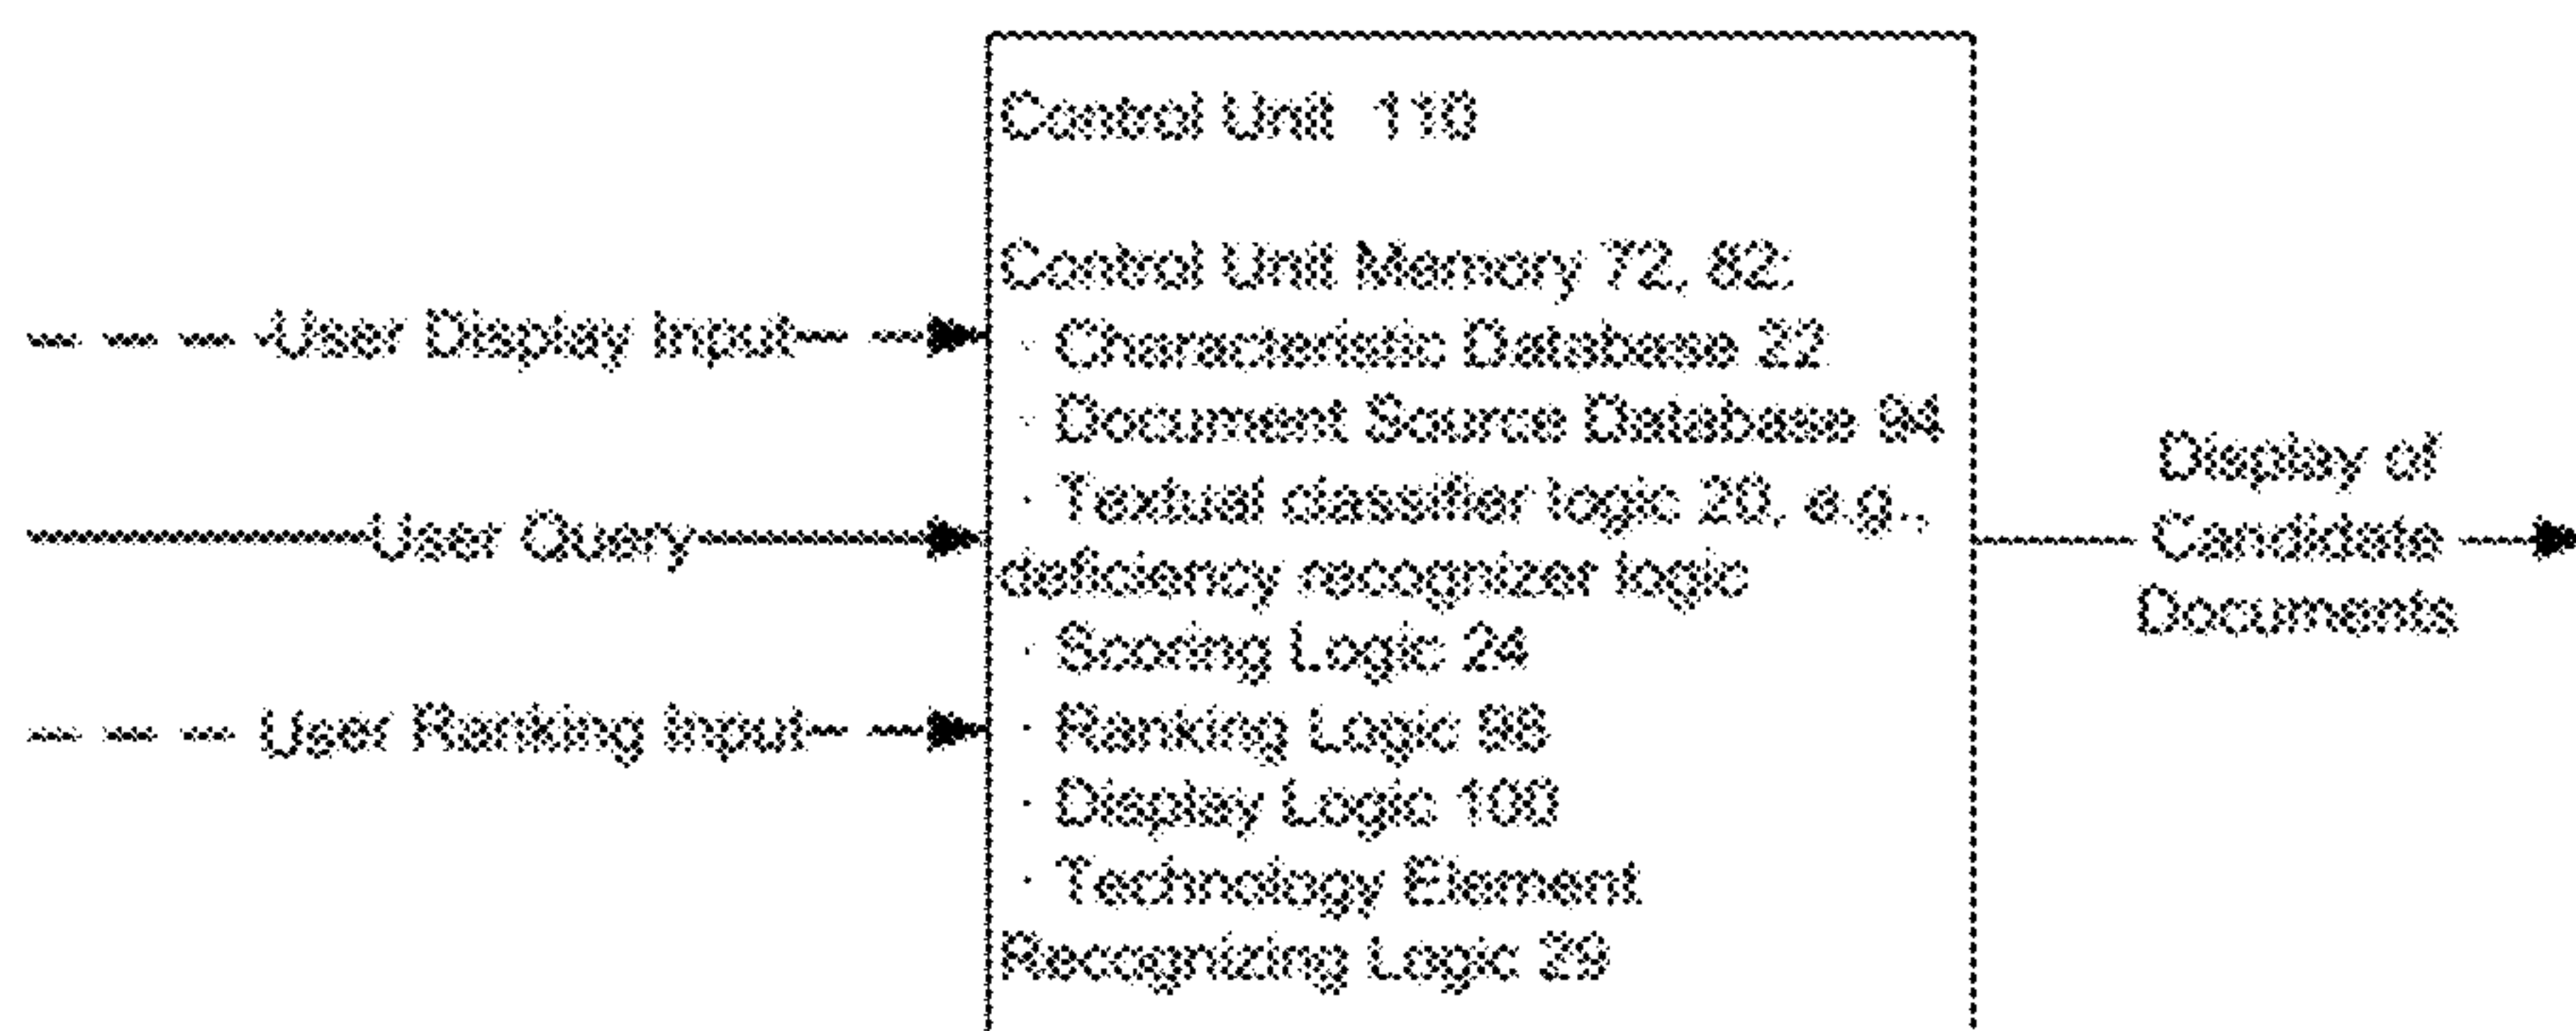 Control Unit 110
Control Unit Memory 72, 82:
User Display Input
· Characteristic Database 22
· Document Source Database 94
Display of
· Textual classifier logic 20, e.g.,
User Query
Candidate
deficiency recognizer logic
Documents
· Scoring Logic 24
User Ranking Input
· Ranking Logic
· Display Logic 100
· Technology Element
Recognizing Logic 29